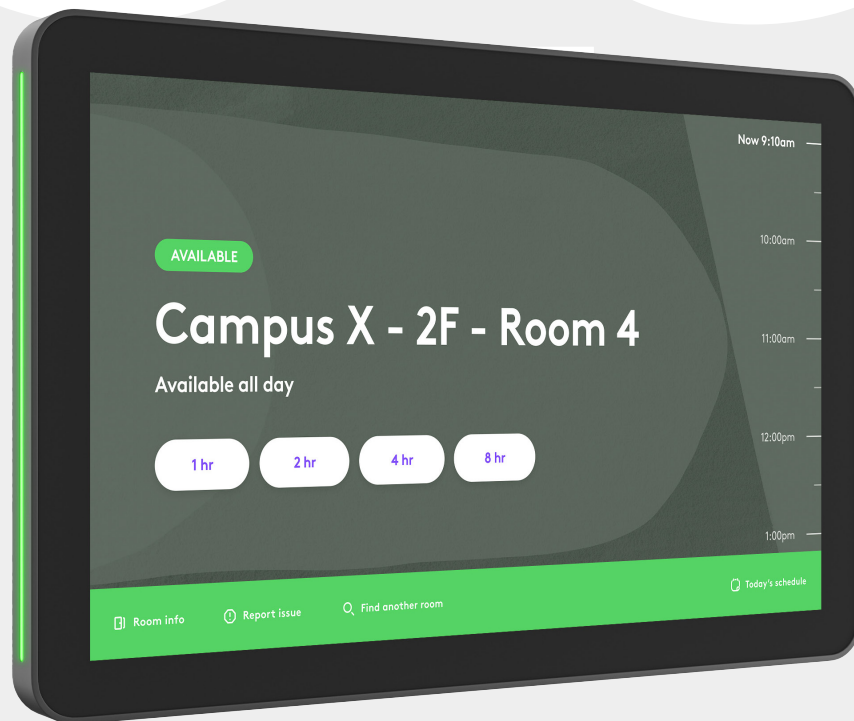 Now 9:10am
10:00am
AVAILABLE
Campus X - 2F - Room 4
11:00am
Available all day
12:00pm
1 hr
2 hr
4 hr
8 hr
1:00pm
Room info
Report issue
Find another room
Today's schedule